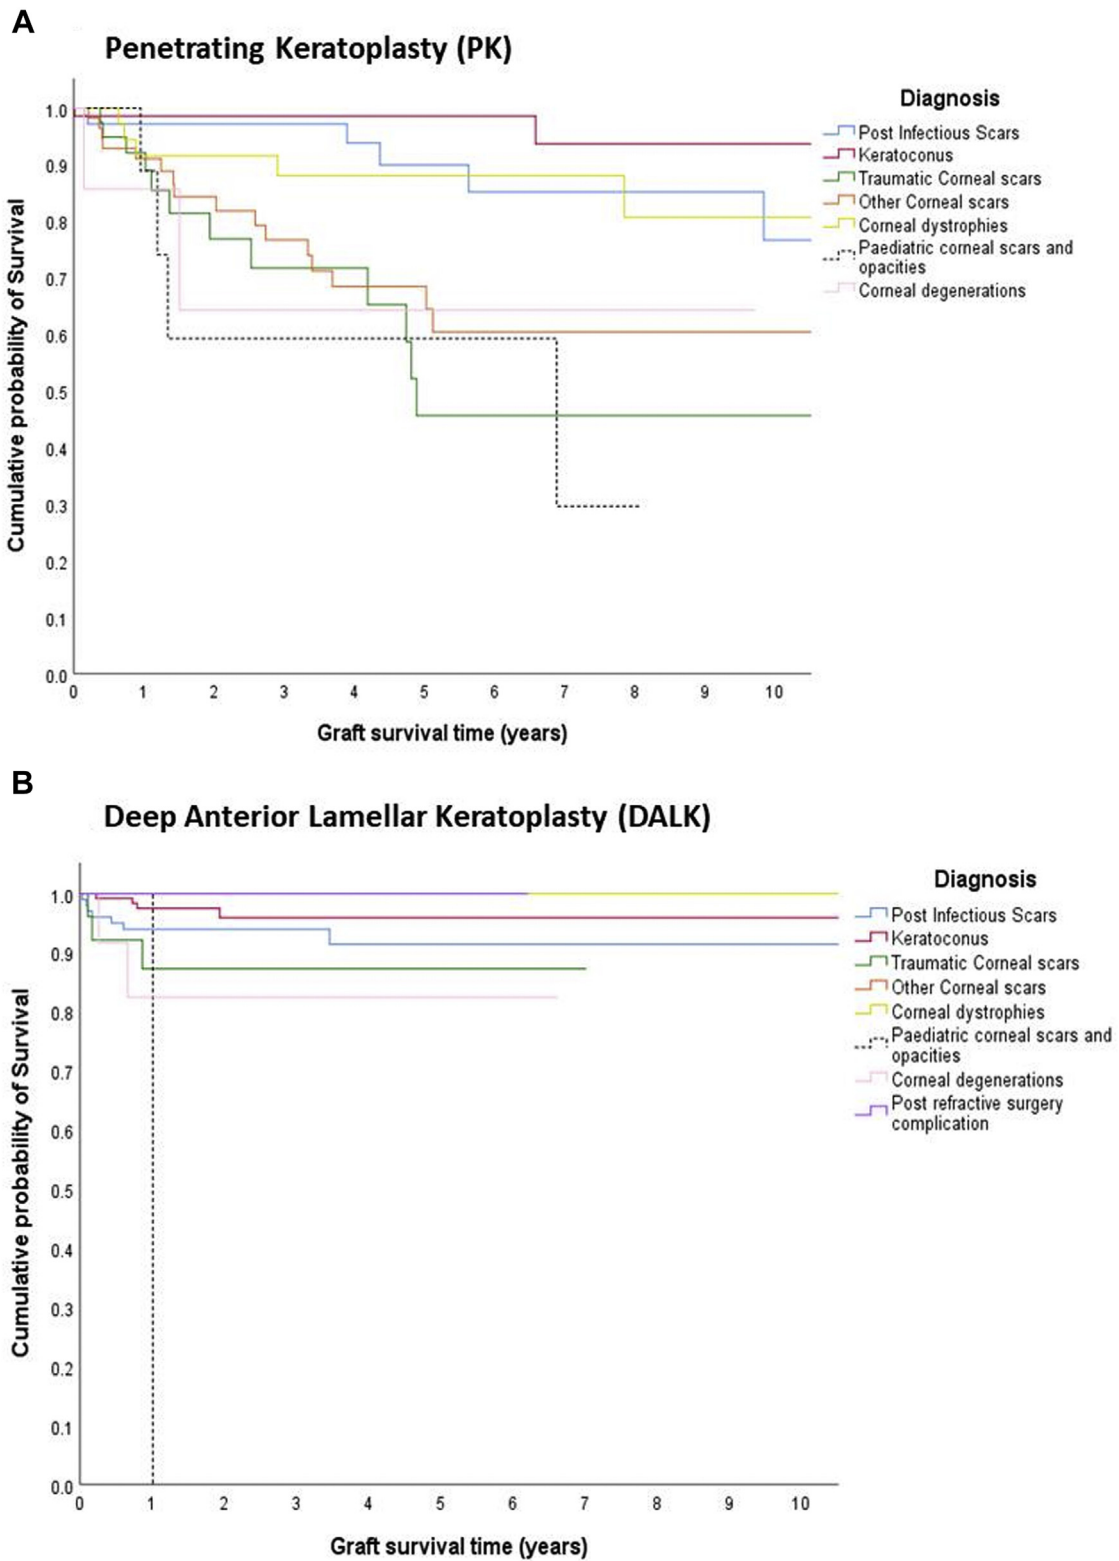 A
Penetrating Keratoplasty (PK)
Diagnosis
Post Infectious Scars
Keratoconus
Traumatic Corneal scars
Other Corneal scars
Corneal dystrophies
Paediatric corneal scars and
opacities
Corneal degenerations
Cumulative probability of Survival
1.0
0.9
0.8
0.7
0.6
0.5
0.4
0.3
0.2
0.1
0.0
0 1 2 3 4 5 6 7 8 9 10
Graft survival time (years)
B
Deep Anterior Lamellar Keratoplasty (DALK)
Diagnosis
Post Infectious Scars
Keratoconus
Traumatic Corneal scars
Other Corneal scars
Corneal dystrophies
Paediatric corneal scars and
opacities
Corneal degenerations
Post refractive surgery
complication
Cumulative probability of Survival
1.0
0.9
0.8
0.7
0.6
0.5
0.4
0.3
0.2
0.1
0.0
0 1 2 3 4 5 6 7 8 9 10
Graft survival time (years)